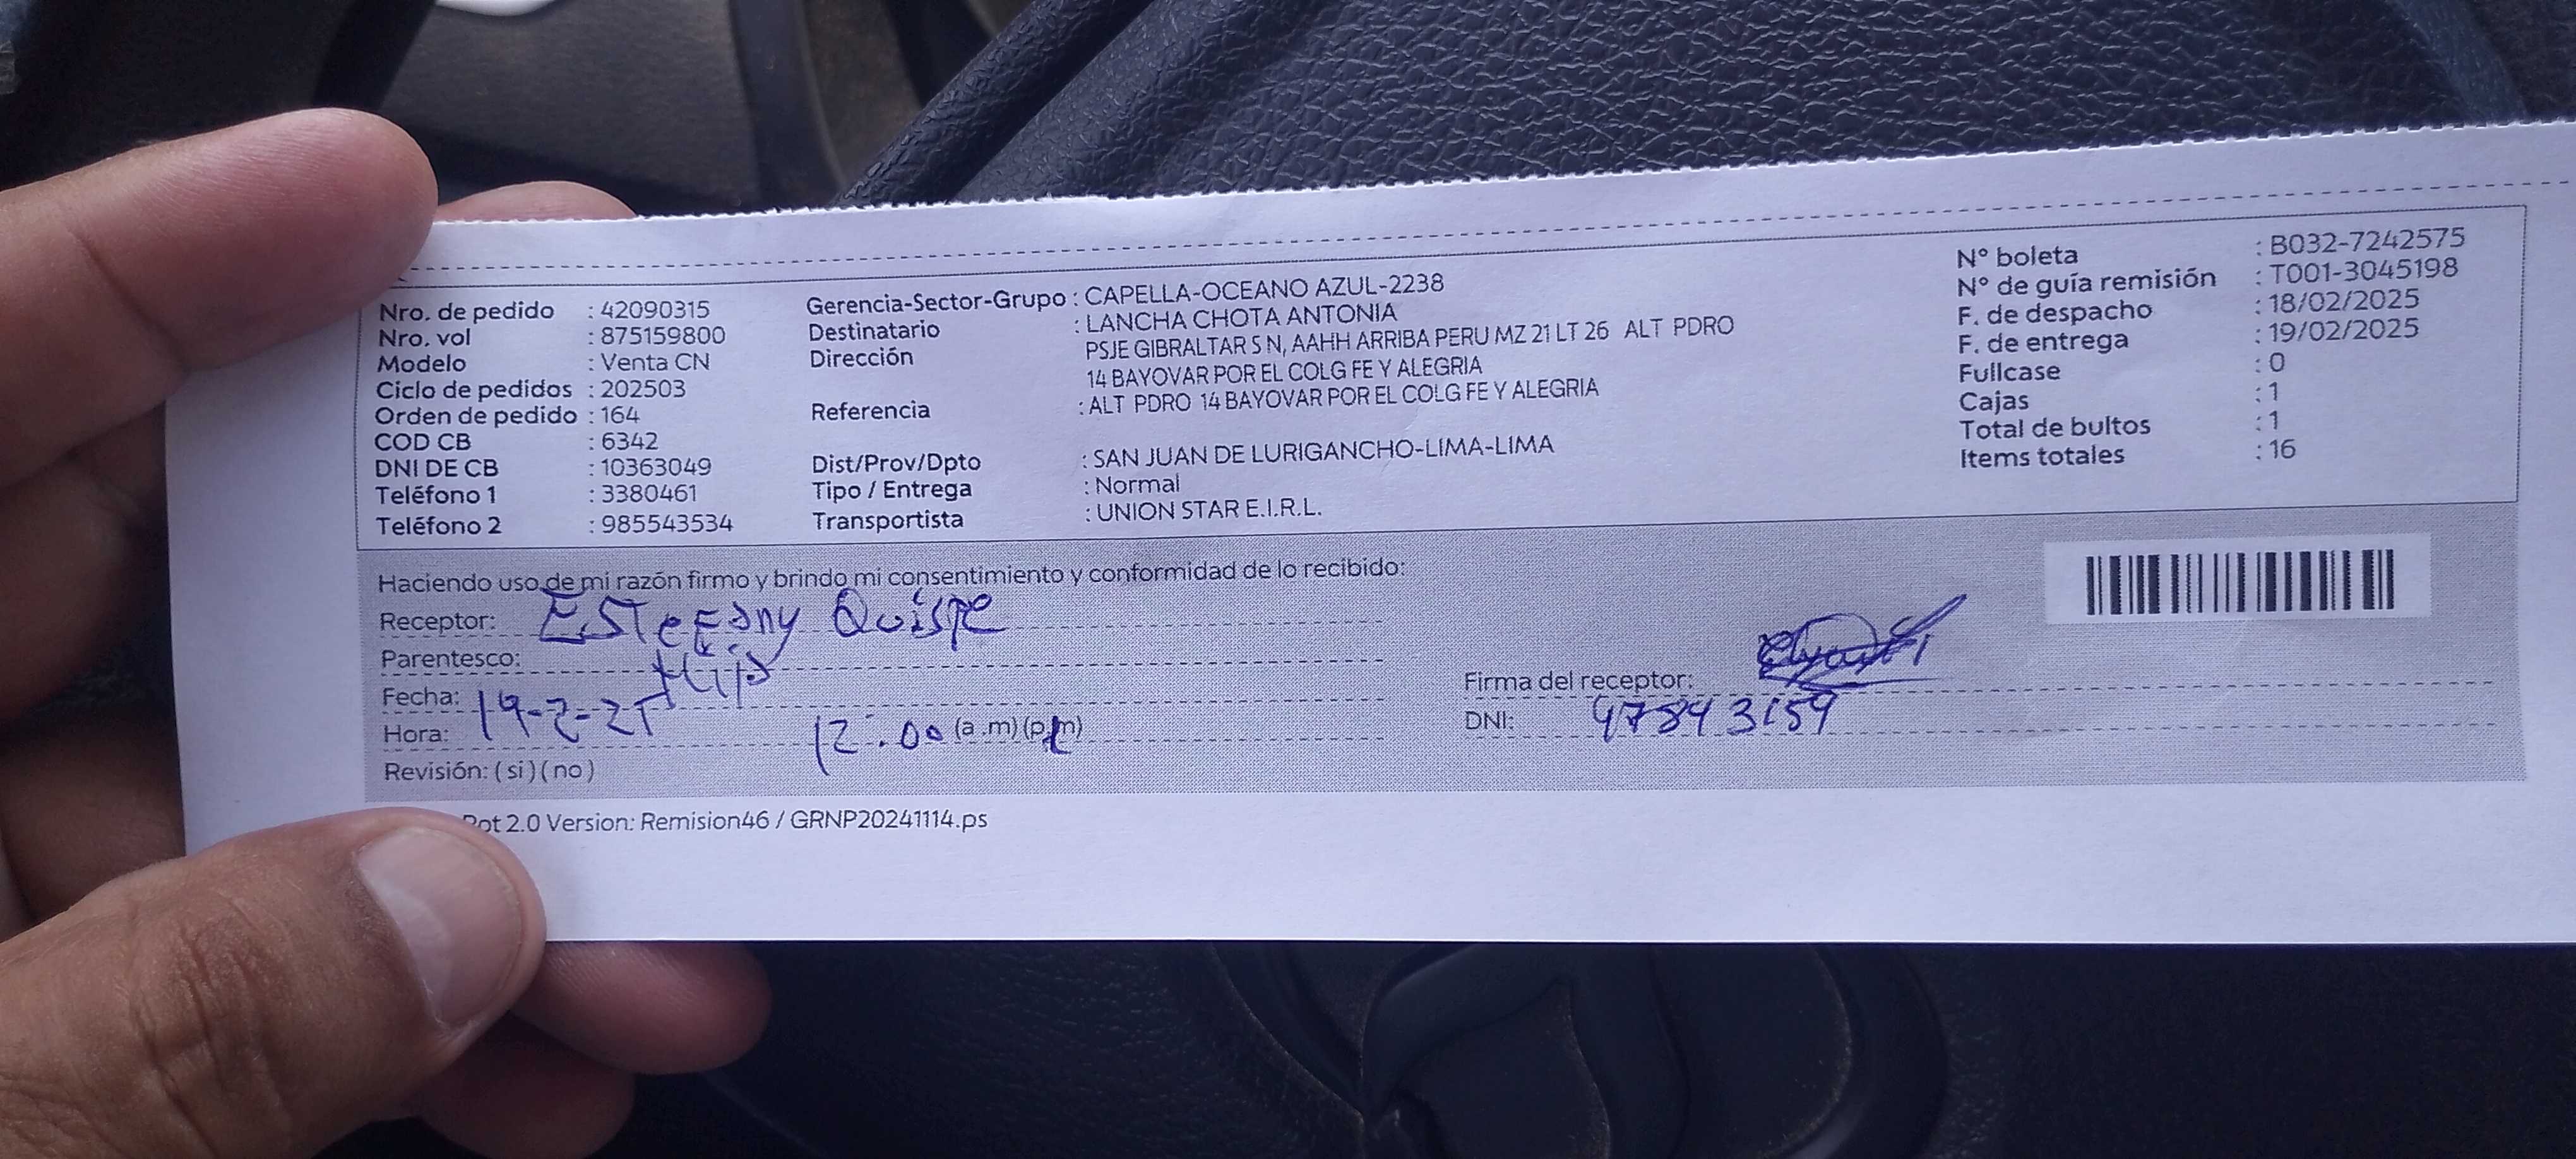 Nro. de pedido : 42090315
Nro. vol : 875159800
Modelo : Venta CN
Ciclo de pedidos : 202503
Orden de pedido : 164
COD CB : 6342
DNI DE CB : 10363049
Teléfono 1 : 3380461
Teléfono 2 : 985543534
Gerencia-Sector-Grupo : CAPELLA-OCEANO AZUL-2238
Destinatario : LANCHA CHOTA ANTONIA
Dirección PSJE GIBRALTAR S N, AAHH ARRIBA PERU MZ 21 LT 26 ALT PDRO
14 BAYOVAR POR EL COLG FE Y ALEGRIA
Referencia : ALT PDRO 14 BAYOVAR POR EL COLG FE Y ALEGRIA
Dist/Prov/Dpto : SAN JUAN DE LURIGANCHO-LIMA-LIMA
Tipo / Entrega : Normal
Transportista : UNION STAR E.I.R.L.
N° boleta : B032-7242575
N° de guía remisión : T001-3045198
F. de despacho : 18/02/2025
F. de entrega : 19/02/2025
Fullcase : 0
Cajas : 1
Total de bultos : 1
Items totales : 16
Haciendo uso de mi razón firmo y brindo mi consentimiento y conformidad de lo recibido:
Receptor: Estefany Quispe
Parentesco: Hija
Fecha: 19-2-25
Hora: 12:00 (a.m) (p.m)
Revisión: ( si ) ( no )
Firma del receptor:
DNI: 47843159
Pot 2.0 Version: Remision46 / GRNP20241114.ps